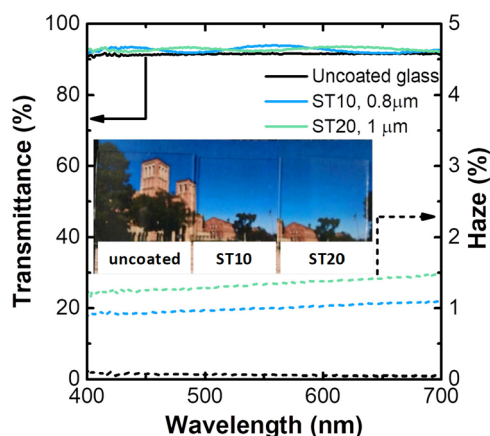 100
80
60
40
20
0
Transmittance (%)
5
4
3
2
1
0
Haze (%)
Uncoated glass
ST10, 0.8μm
ST20, 1 μm
uncoated ST10 ST20
400 500 600 700
Wavelength (nm)